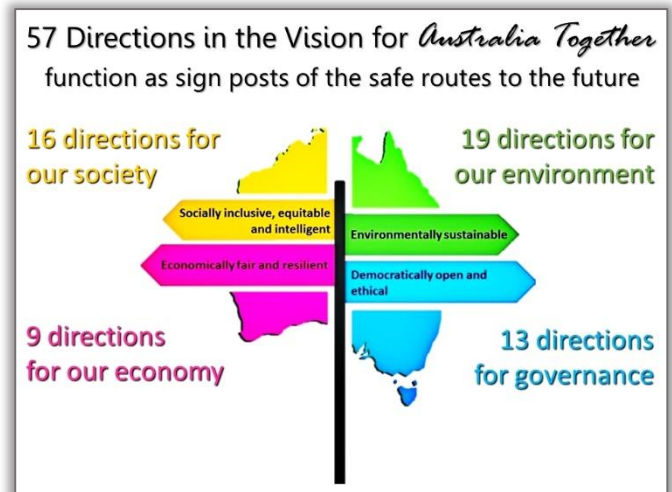 57 Directions in the Vision for Australia Together
function as sign posts of the safe routes to the future
16 directions for
our society
19 directions for
our environment
Socially inclusive, equitable
and intelligent
Environmentally sustainable
Economically fair and resilient
Democratically open and
ethical
9 directions
for our economy
13 directions
for governance